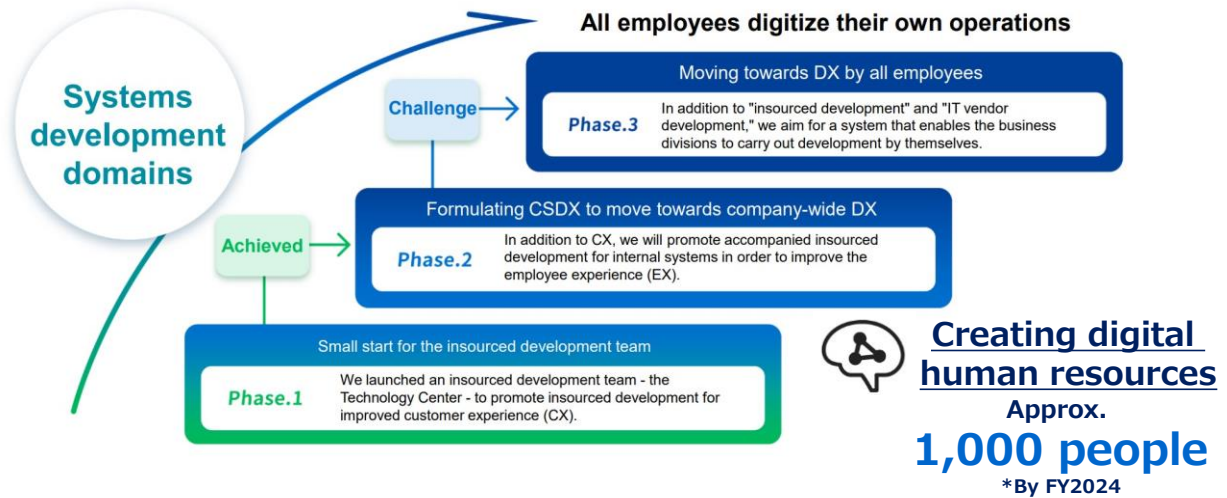 All employees digitize their own operations
Systems
development
domains
Moving towards DX by all employees
Challenge
Phase.3
In addition to "insourced development" and "IT vendor
development," we aim for a system that enables the business
divisions to carry out development by themselves.
Formulating CSDX to move towards company-wide DX
Achieved
Phase.2
In addition to CX, we will promote accompanied insourced
development for internal systems in order to improve the
employee experience (EX).
Small start for the insourced development team
Phase.1
We launched an insourced development team - the
Technology Center - to promote insourced development for
improved customer experience (CX).
Creating digital
human resources
Approx.
1,000 people
*By FY2024